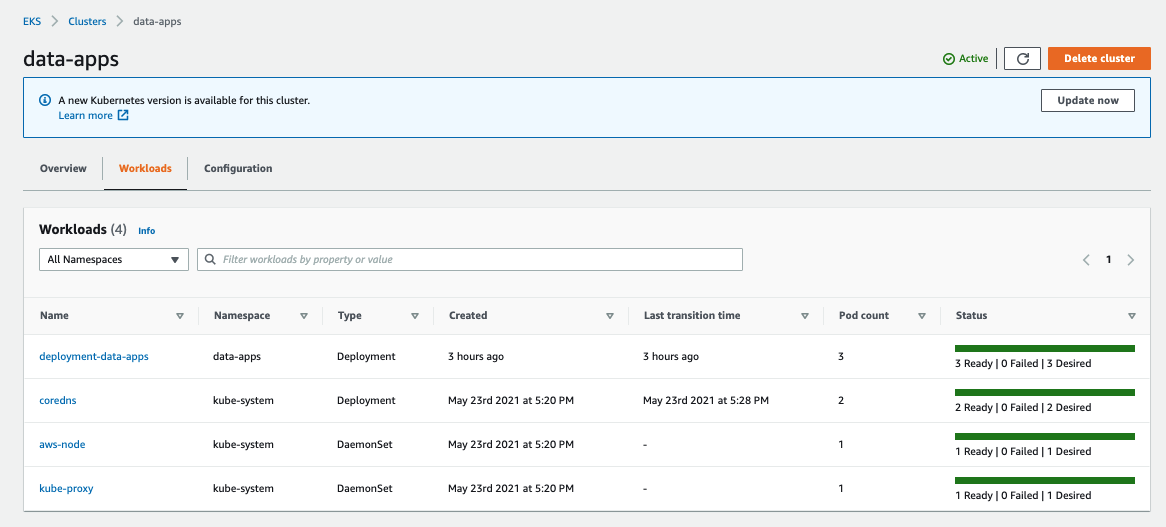 EKS > Clusters > data-apps
data-apps
Active
Delete cluster
A new Kubernetes version is available for this cluster.
Learn more
Update now
Overview Workloads Configuration
Workloads (4) Info
All Namespaces Filter workloads by property or value 1
Name Namespace Type Created Last transition time Pod count Status
deployment-data-apps data-apps Deployment 3 hours ago 3 hours ago 3 3 Ready | 0 Failed | 3 Desired
coredns kube-system Deployment May 23rd 2021 at 5:20 PM May 23rd 2021 at 5:28 PM 2 2 Ready | 0 Failed | 2 Desired
aws-node kube-system DaemonSet May 23rd 2021 at 5:20 PM - 1 1 Ready | 0 Failed | 1 Desired
kube-proxy kube-system DaemonSet May 23rd 2021 at 5:20 PM - 1 1 Ready | 0 Failed | 1 Desired